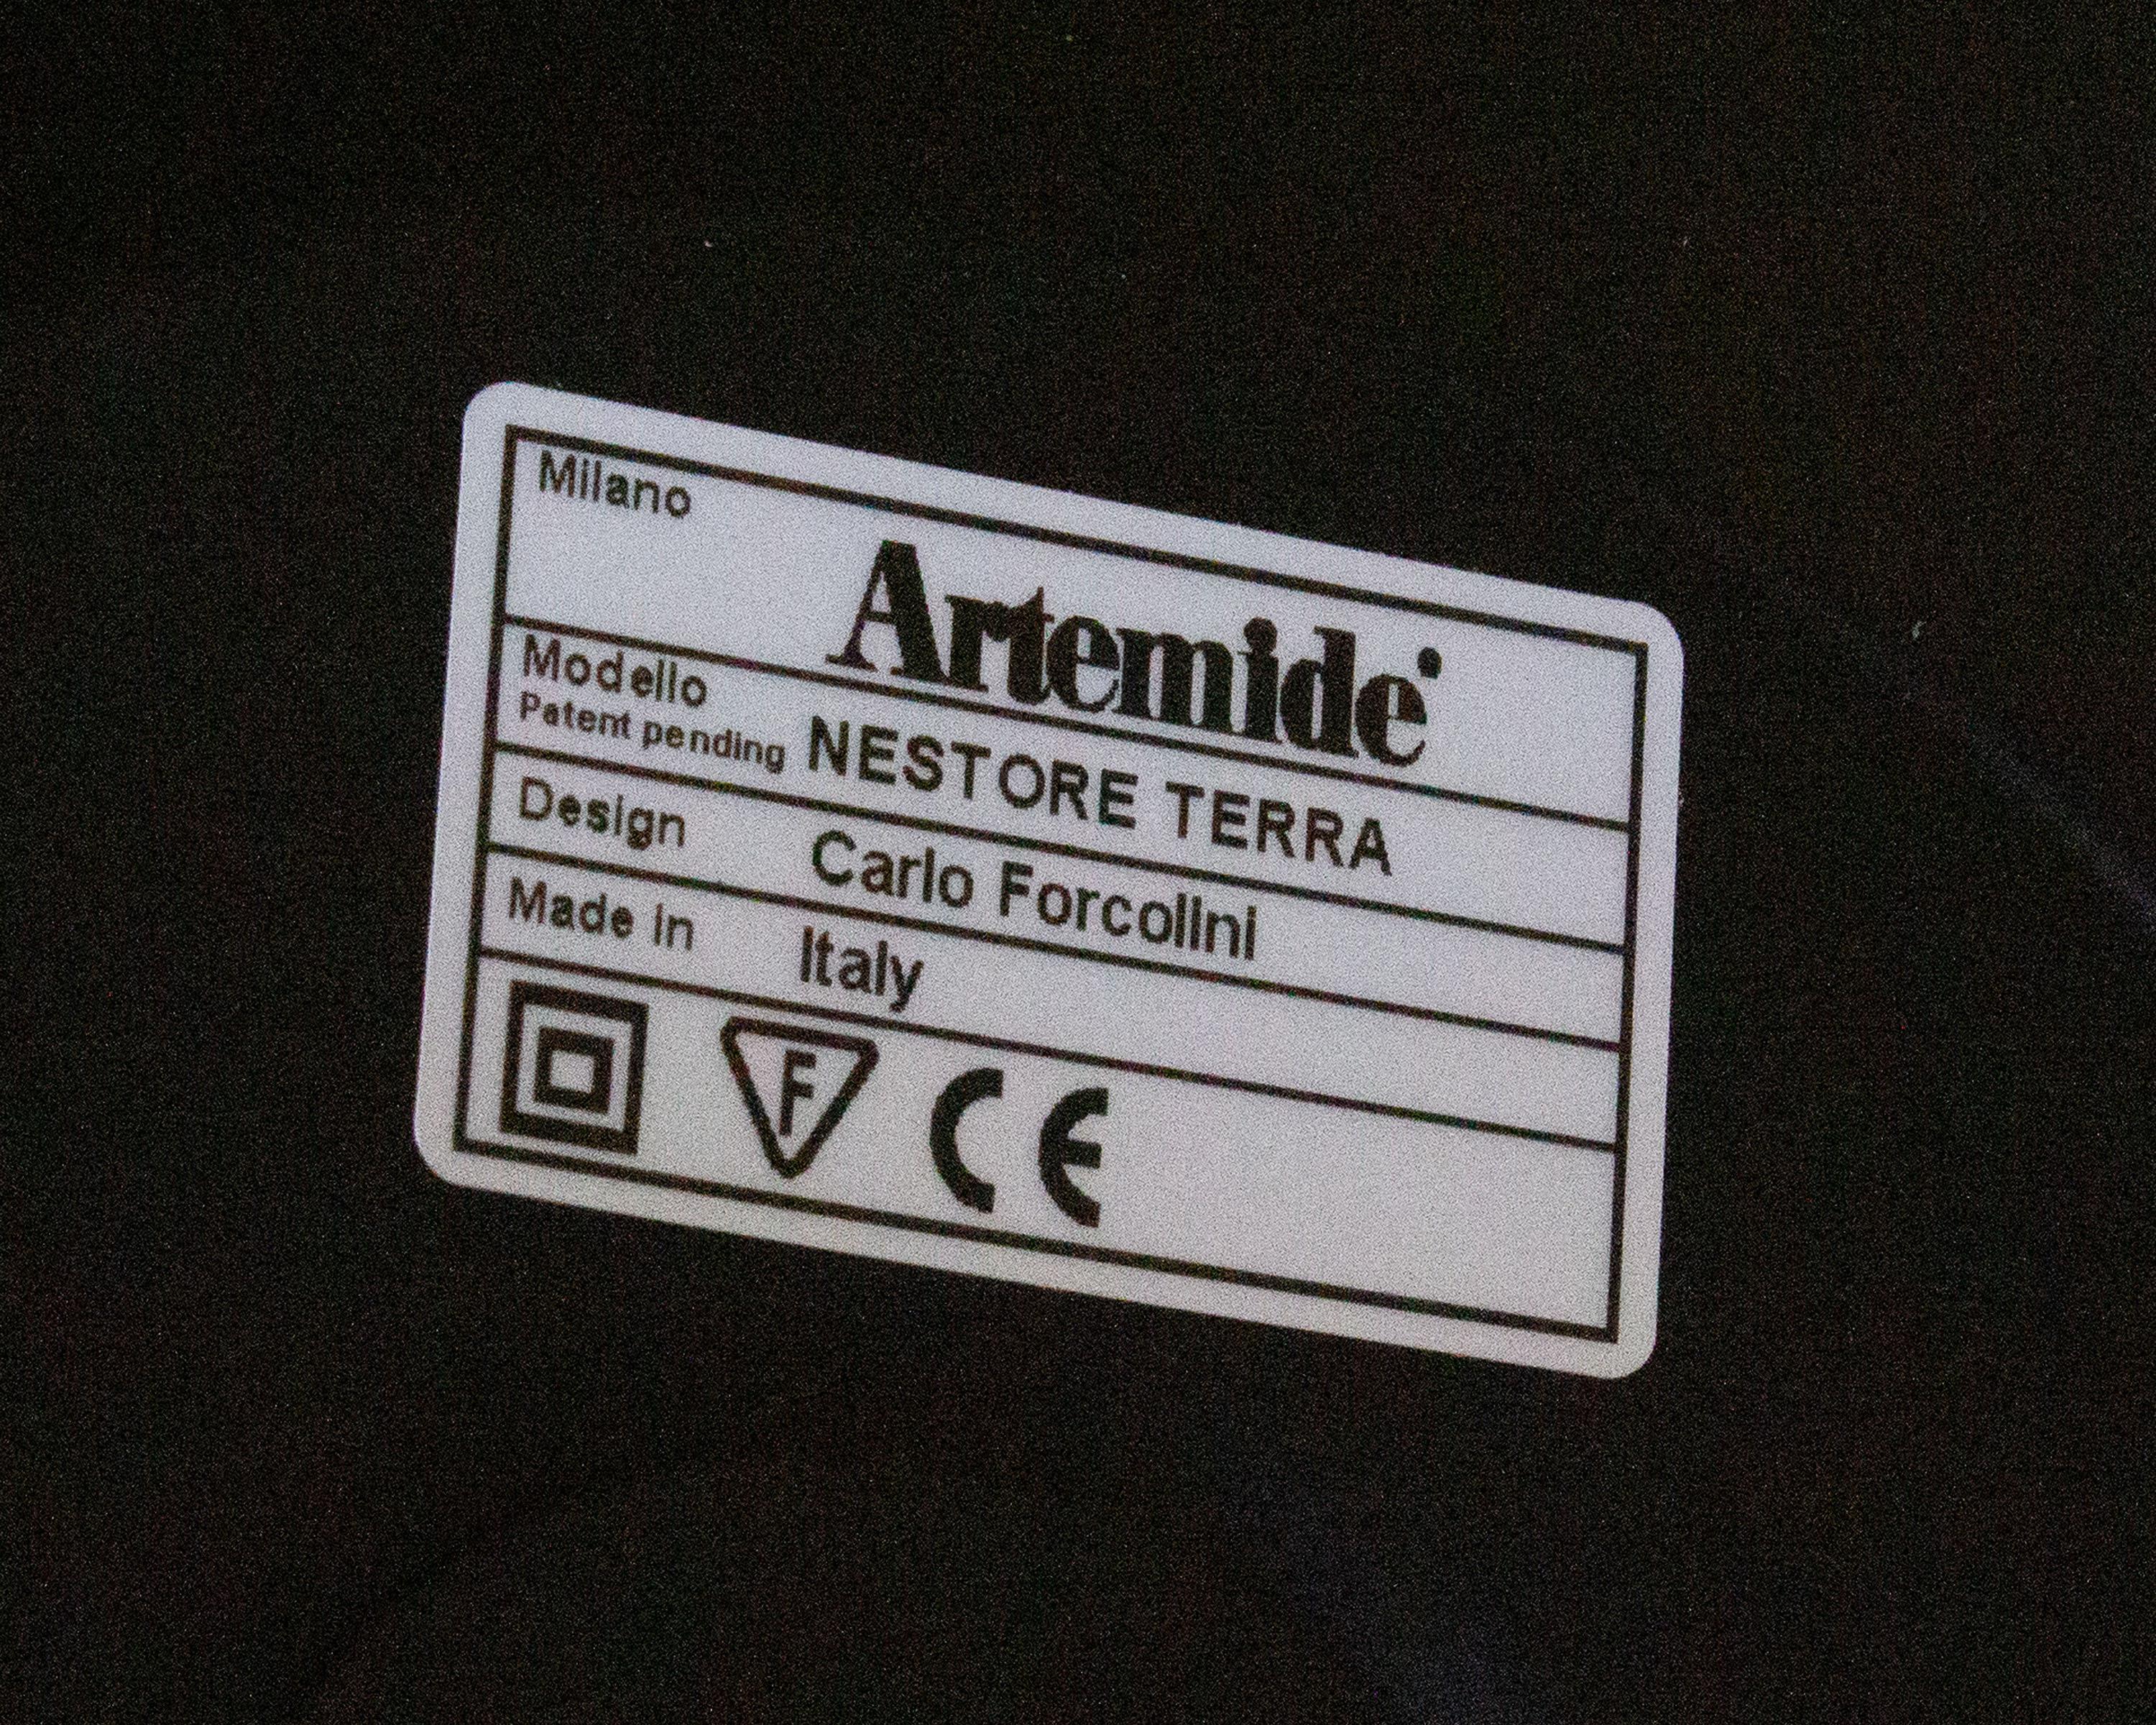 Milano
Artemide
Modello
Patent pending NESTORE TERRA
Design Carlo Forcolini
Made in Italy
F CE